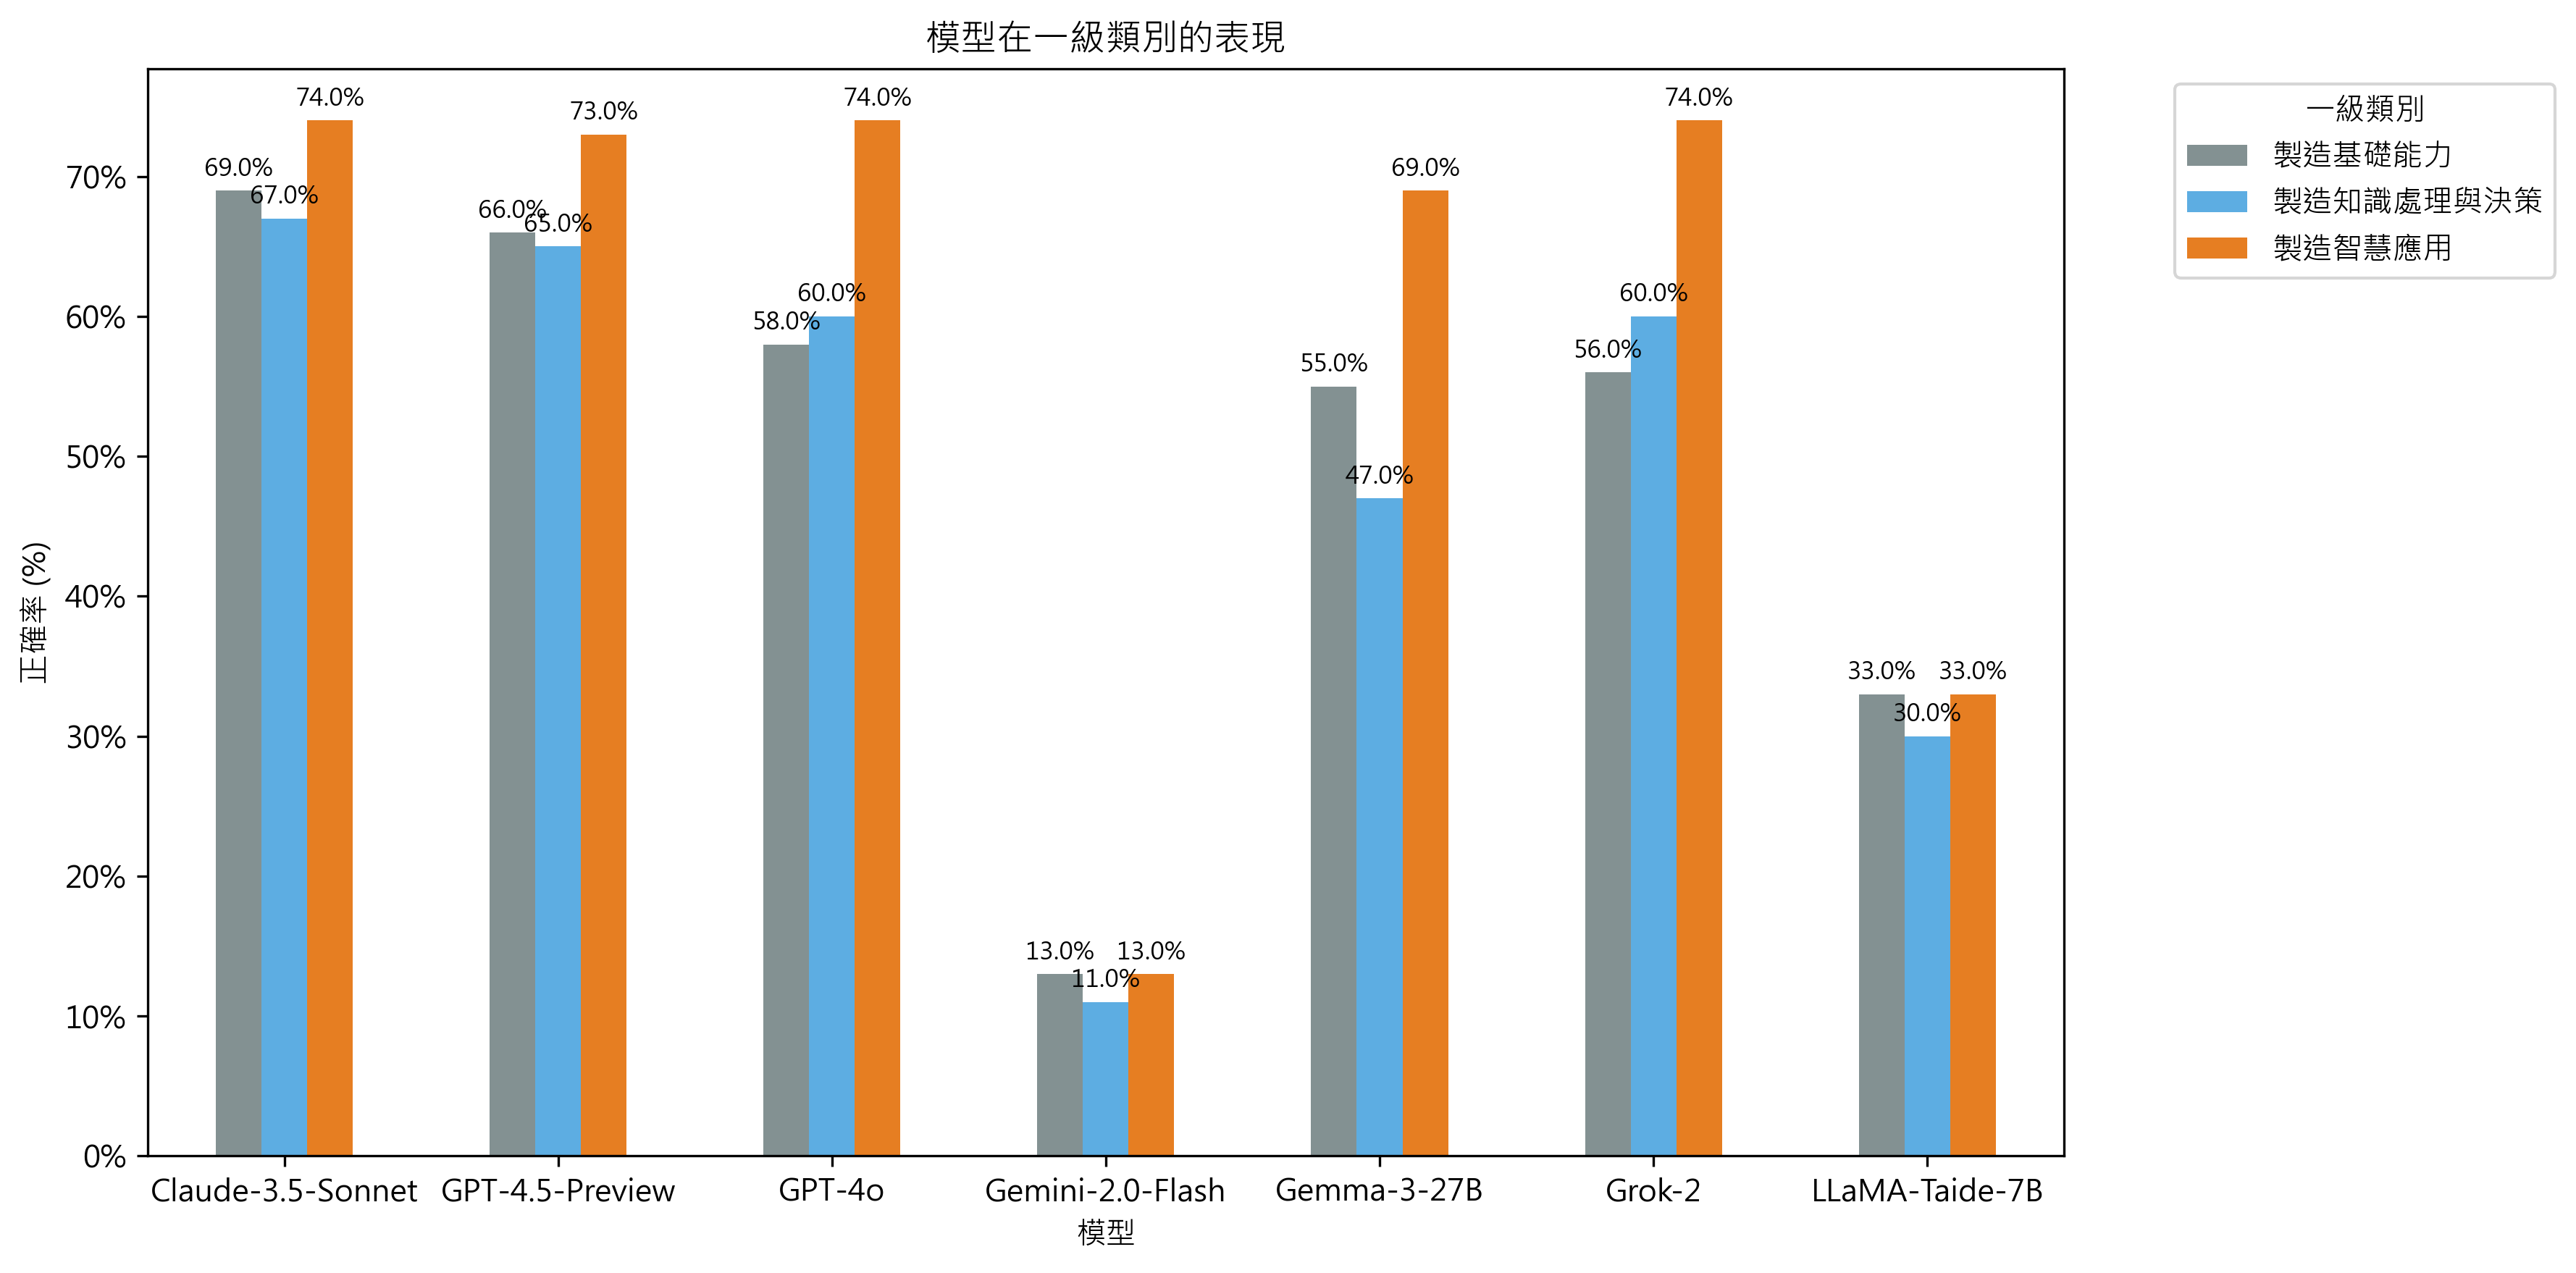 模型在一級類別的表現
一級類別
製造基礎能力
製造知識處理與決策
製造智慧應用
正確率 (%)
70%
60%
50%
40%
30%
20%
10%
0%
69.0%
67.0%
74.0%
66.0%
65.0%
73.0%
58.0%
60.0%
74.0%
13.0%
11.0%
13.0%
55.0%
47.0%
69.0%
56.0%
60.0%
74.0%
33.0%
30.0%
33.0%
Claude-3.5-Sonnet
GPT-4.5-Preview
GPT-4o
Gemini-2.0-Flash
Gemma-3-27B
Grok-2
LLaMA-Taide-7B
模型